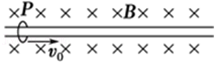 × P × × × × B × × ×
v₀
× × × × × × × ×